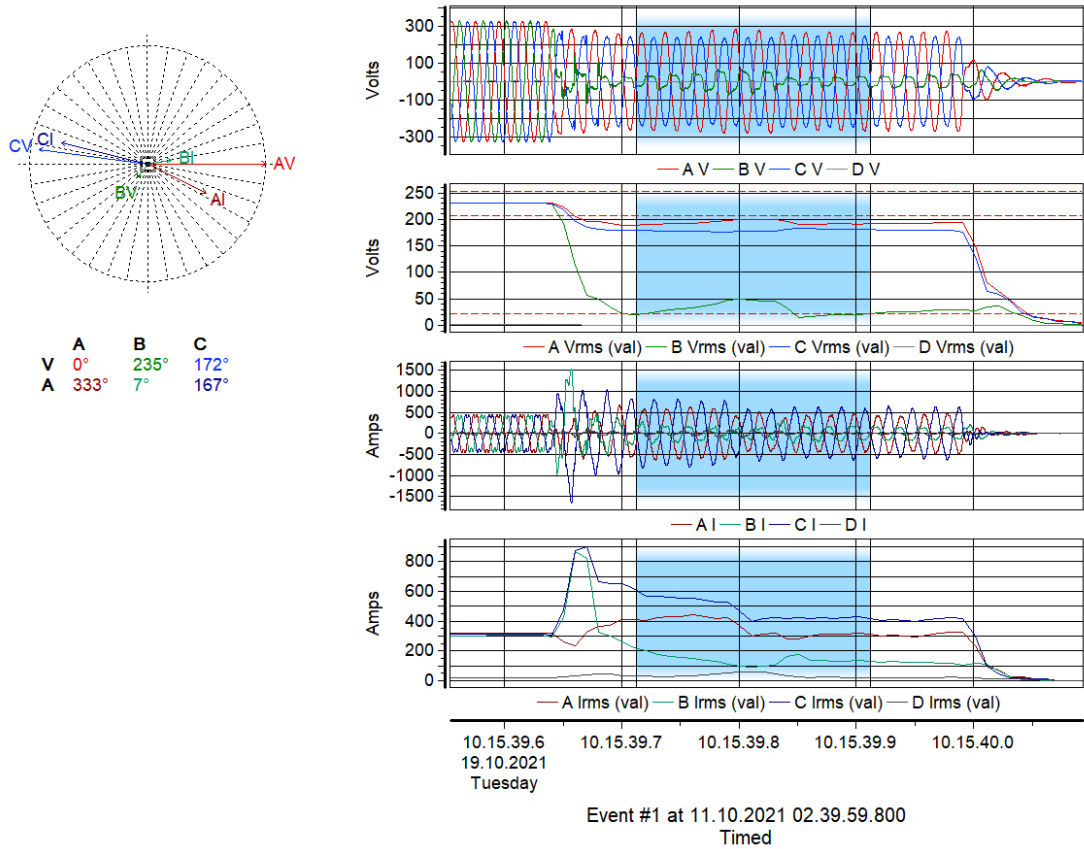 CV
CI
BI
AV
BV
AI
A B C
V 0° 235° 172°
A 333° 7° 167°
Volts
300
100
-100
-300
A V B V C V D V
Volts
250
200
150
100
50
0
A Vrms (val) B Vrms (val) C Vrms (val) D Vrms (val)
Amps
1500
1000
500
0
-500
-1000
-1500
A I B I C I D I
Amps
800
600
400
200
0
A Irms (val) B Irms (val) C Irms (val) D Irms (val)
10.15.39.6 10.15.39.7 10.15.39.8 10.15.39.9 10.15.40.0
19.10.2021
Tuesday
Event #1 at 11.10.2021 02.39.59.800
Timed